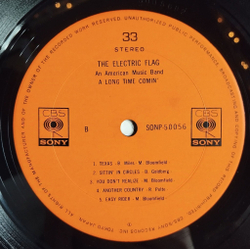 33
STEREO
THE ELECTRIC FLAG
An American Music Band
A LONG TIME COMIN'
CBS
SONY
CBS
SONY
B
SONP 50056
1. TEXAS - B. Miles - M. Bloomfield
2. SITTIN' IN CIRCLES - B. Goldberg
3. YOU DON'T REALIZE - M. Bloomfield
4. ANOTHER COUNTRY - R. Polte
5. EASY RIDER - M. Bloomfield